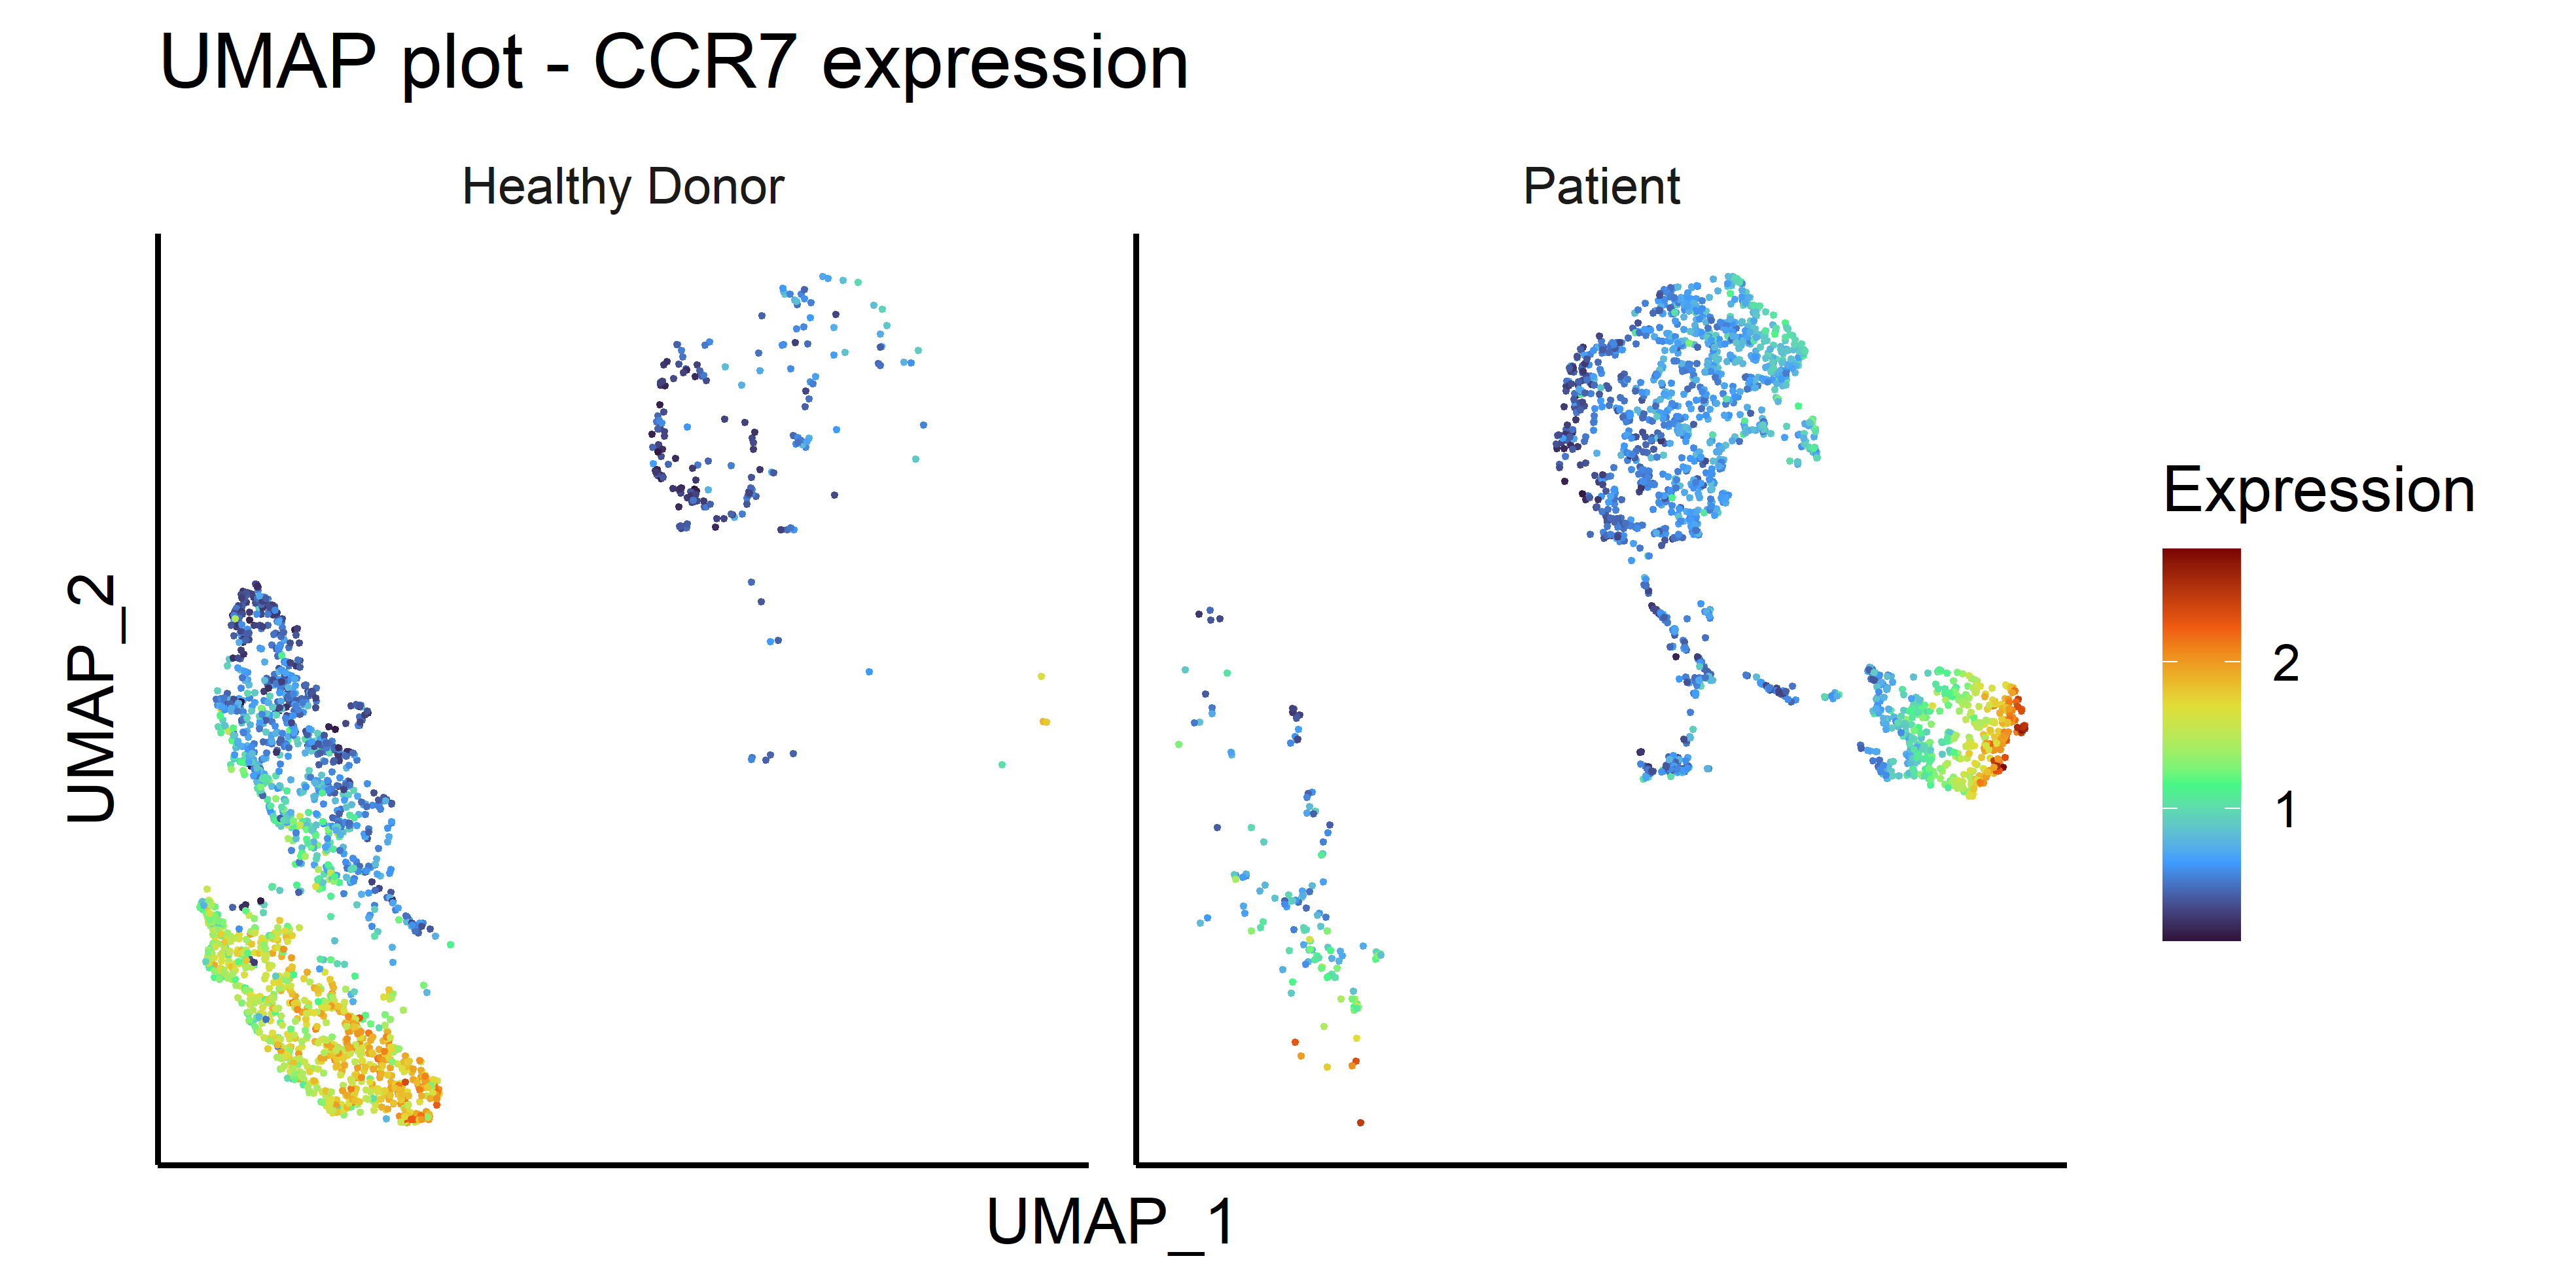 UMAP plot - CCR7 expression
Healthy Donor
Patient
UMAP_2
UMAP_1
Expression
2
1